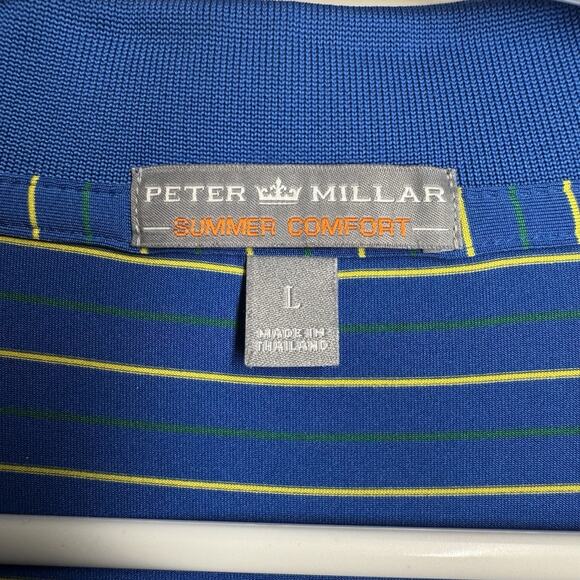 PETER MILLAR
SUMMER COMFORT
L
MADE IN
THAILAND